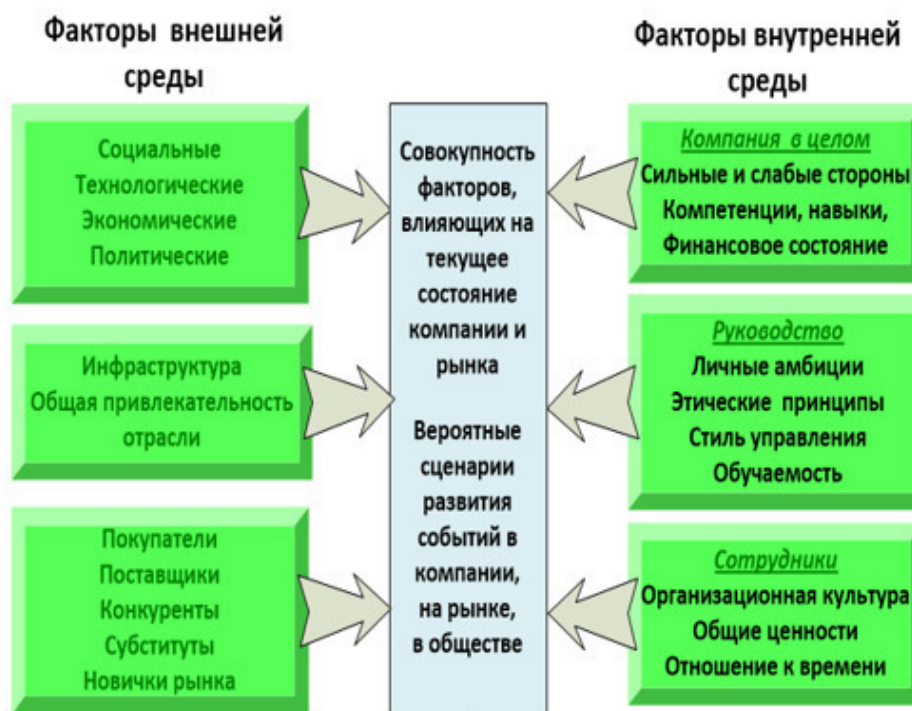 Факторы внешней
среды
Социальные
Технологические
Экономические
Политические
Инфраструктура
Общая привлекательность
отрасли
Покупатели
Поставщики
Конкуренты
Субституты
Новички рынка
Совокупность
факторов,
влияющих на
текущее
состояние
компании и
рынка
Вероятные
сценарии
развития
событий в
компании,
на рынке,
в обществе
Факторы внутренней
среды
Компания в целом
Сильные и слабые стороны
Компетенции, навыки,
Финансовое состояние
Руководство
Личные амбиции
Этические принципы
Стиль управления
Обучаемость
Сотрудники
Организационная культура
Общие ценности
Отношение к времени